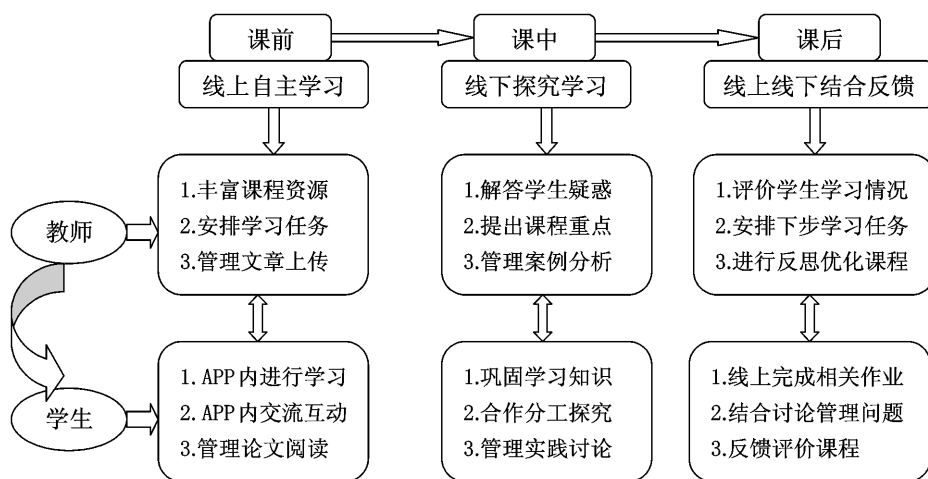 课前
课中
课后
线上自主学习
线下探究学习
线上线下结合反馈
教师
1.丰富课程资源
2.安排学习任务
3.管理文章上传
1.解答学生疑惑
2.提出课程重点
3.管理案例分析
1.评价学生学习情况
2.安排下步学习任务
3.进行反思优化课程
学生
1. APP内进行学习
2. APP内交流互动
3.管理论文阅读
1.巩固学习知识
2.合作分工探究
3.管理实践讨论
1.线上完成相关作业
2.结合讨论管理问题
3.反馈评价课程